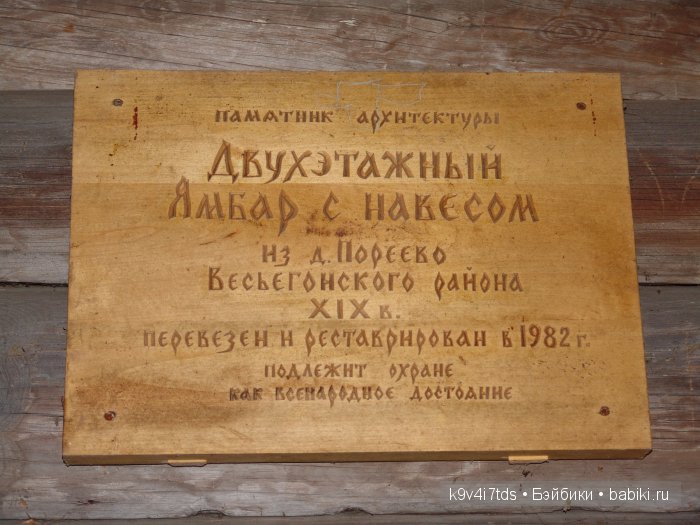 Памятник архитектуры
Двухэтажный
Ямбар с навесом
из д. Пореево
Весьегонского района
XIX в.
перевезен и реставрирован в 1982 г.
подлежит охране
как всенародное достояние
k9v4i7tds • Бэйбики • babiki.ru